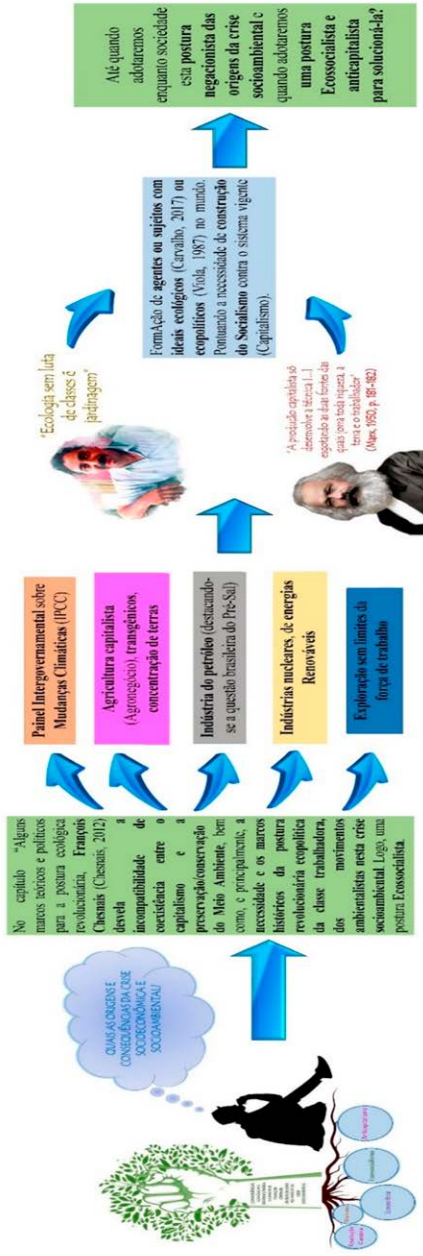 QUAIS AS ORIGENS E
CONSEQUÊNCIAS DA CRISE
SOCIOECONÔMICA E
SOCIOAMBIENTAL!
No capítulo "Alguns
marcos teóricos e políticos
para a postura ecológica
revolucionária, François
Chesnais (Chesnais, 2012)
desvela a
incompatibilidade de
coexistência entre o
capitalismo e a
preservação/conservação
do Meio Ambiente, bem
como, e principalmente, a
necessidade e os marcos
históricos da postura
revolucionária ecopolítica
da classe trabalhadora,
dos movimentos
ambientalistas nesta crise
socioambiental Logo, uma
postura Ecossocialista.
Painel Intergovernamental sobre
Mudanças Climáticas (IPCC)
Agricultura capitalista
(Agronegócio), transgênicos,
concentração de terras
Indústria do petróleo (destacando-
se a questão brasileira do Pré-Sal)
Indústrias nucleares, de energias
Renováveis
Exploração sem limites da
força de trabalho
"Ecologia sem luta
de classes é
jardinagem"
"A produção capitalista só
desenvolve a técnica [...]
esgotando as duas fontes das
quais jorra toda riqueza, a
terra e o trabalhador"
(Marx, 1950, p. 181-182)
FormAção de agentes ou sujeitos com
ideais ecológicos (Carvalho, 2017) ou
ecopolíticos (Viola, 1987) no mundo.
Pontuando a necessidade de construção
do Socialismo contra o sistema vigente
(Capitalismo).
Até quando
adotaremos
enquanto sociedade
esta postura
negacionista das
origens da crise
socioambiental e
quando adotaremos
uma postura
Ecossocialista e
anticapitalista
para solucioná-la?